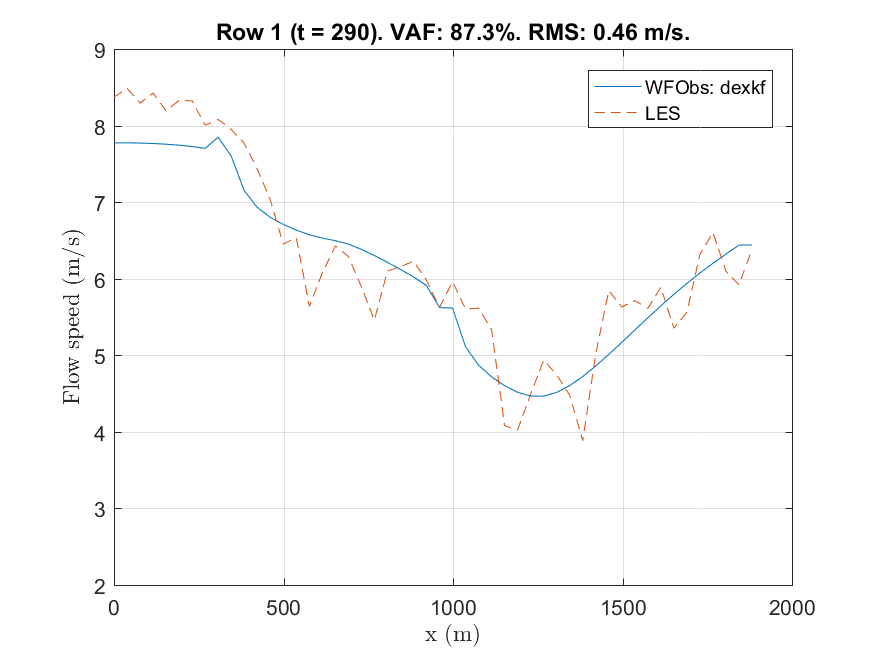 Row 1 (t = 290). VAF: 87.3%. RMS: 0.46 m/s.
WFObs: dexkf
LES
Flow speed (m/s)
9
8
7
6
5
4
3
2
0
500
1000
1500
2000
x (m)